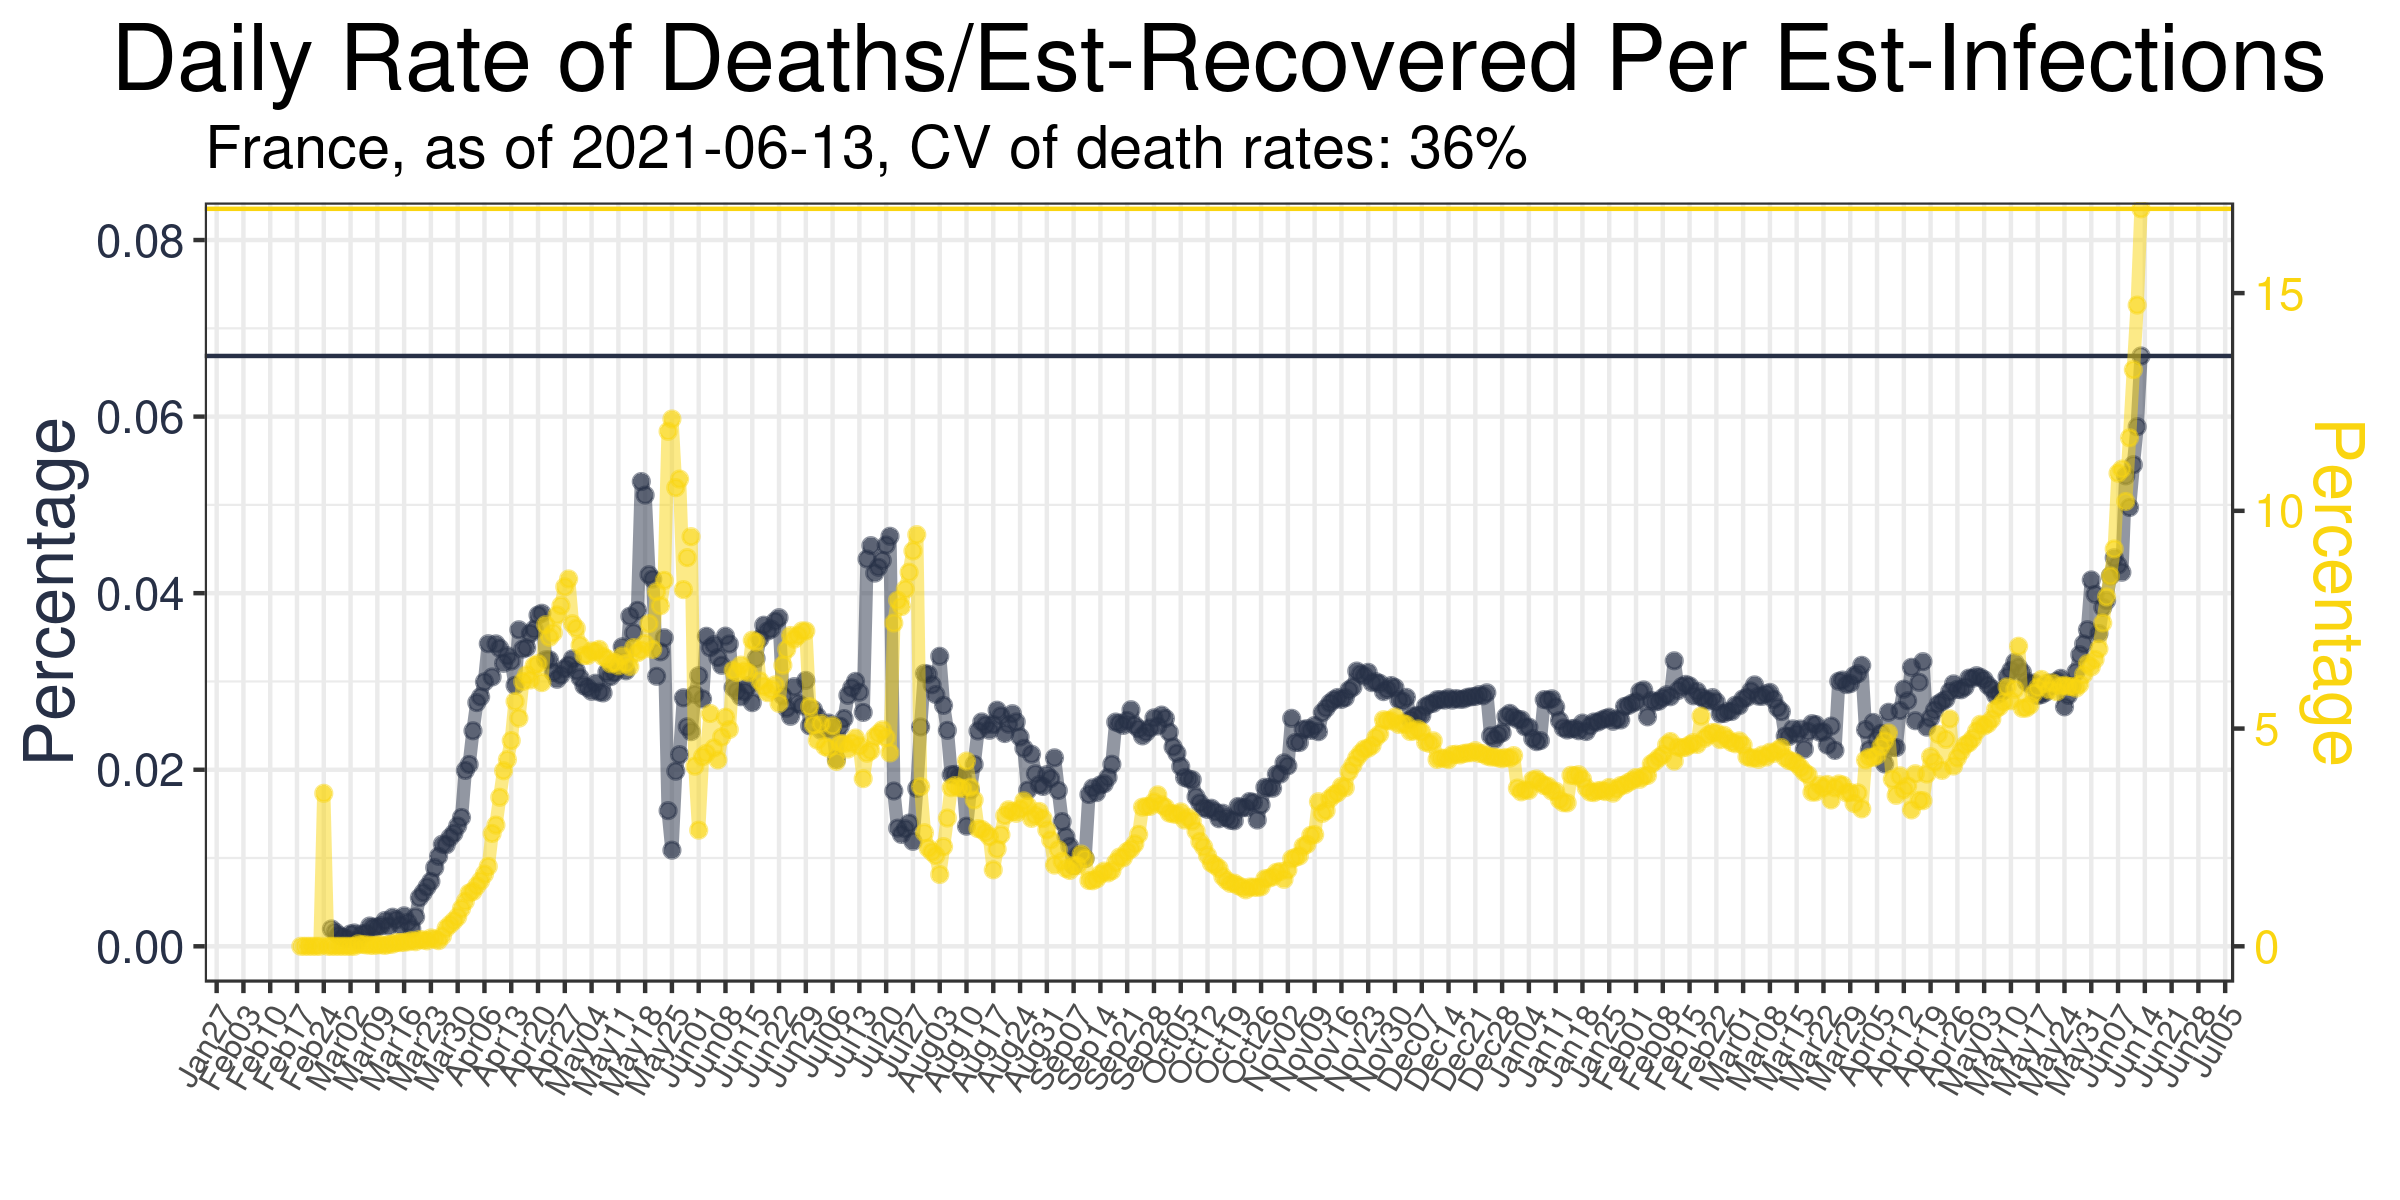 Daily Rate of Deaths/Est-Recovered Per Est-Infections
France, as of 2021-06-13, CV of death rates: 36%
Percentage
0.08
0.06
0.04
0.02
0.00
15
10
5
0
Percentage
Jan27
Feb03
Feb10
Feb17
Feb24
Mar02
Mar09
Mar16
Mar23
Mar30
Apr06
Apr13
Apr20
Apr27
May04
May11
May18
May25
Jun01
Jun08
Jun15
Jun22
Jun29
Jul06
Jul13
Jul20
Jul27
Aug03
Aug10
Aug17
Aug24
Aug31
Sep07
Sep14
Sep21
Sep28
Oct05
Oct12
Oct19
Oct26
Nov02
Nov09
Nov16
Nov23
Nov30
Dec07
Dec14
Dec21
Dec28
Jan04
Jan11
Jan18
Jan25
Feb01
Feb08
Feb15
Feb22
Mar01
Mar08
Mar15
Mar22
Mar29
Apr05
Apr12
Apr19
Apr26
May03
May10
May17
May24
May31
Jun07
Jun14
Jun21
Jun28
Jul05